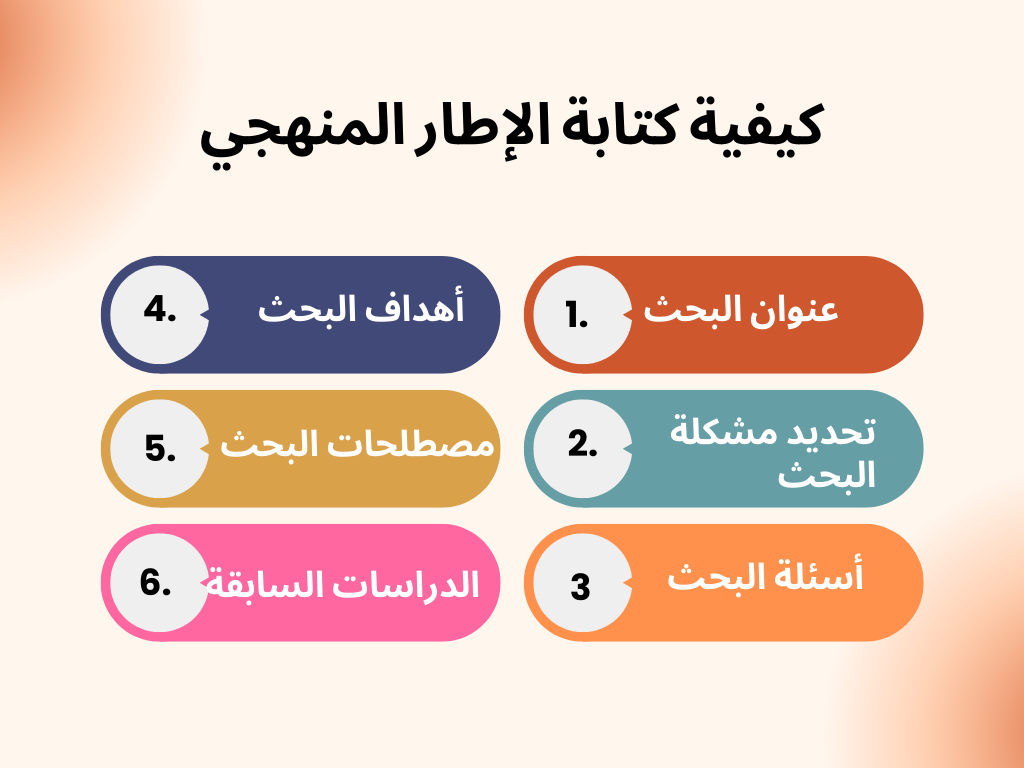 كيفية كتابة الإطار المنهجي
1.
عنوان البحث
2.
تحديد مشكلة
البحث
3
أسئلة البحث
4.
أهداف البحث
5.
مصطلحات البحث
6.
الدراسات السابقة